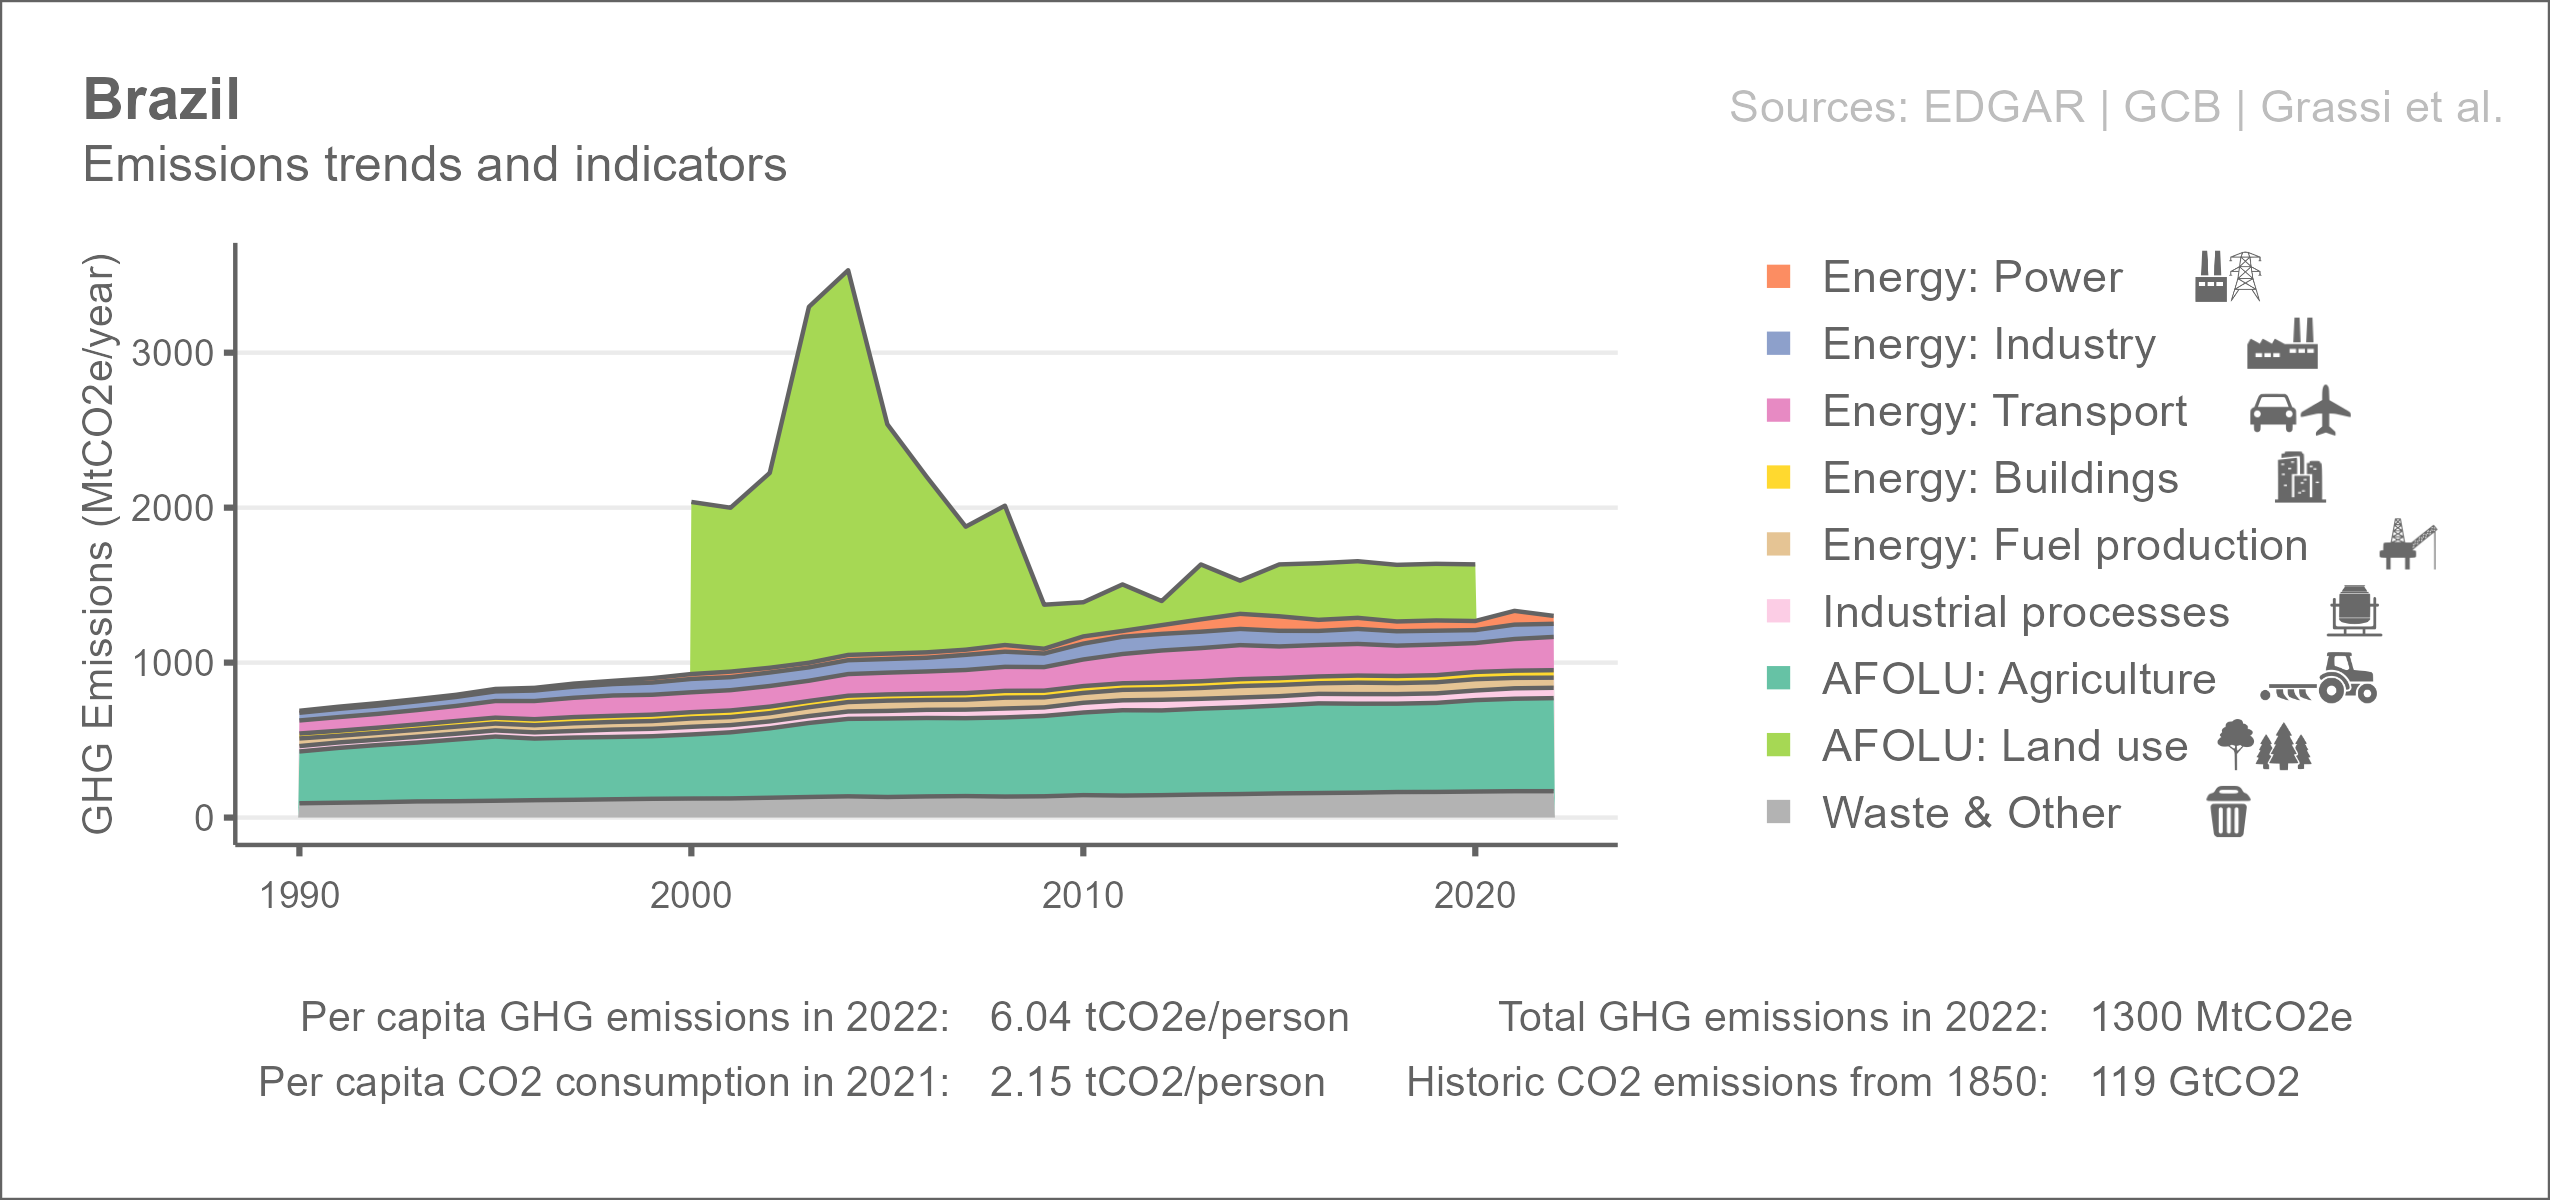 Brazil
Sources: EDGAR | GCB | Grassi et al.
Emissions trends and indicators
GHG Emissions (MtCO2e/year)
3000
2000
1000
0
1990
2000
2010
2020
Energy: Power
Energy: Industry
Energy: Transport
Energy: Buildings
Energy: Fuel production
Industrial processes
AFOLU: Agriculture
AFOLU: Land use
Waste & Other
Per capita GHG emissions in 2022: 6.04 tCO2e/person
Total GHG emissions in 2022: 1300 MtCO2e
Per capita CO2 consumption in 2021: 2.15 tCO2/person
Historic CO2 emissions from 1850: 119 GtCO2